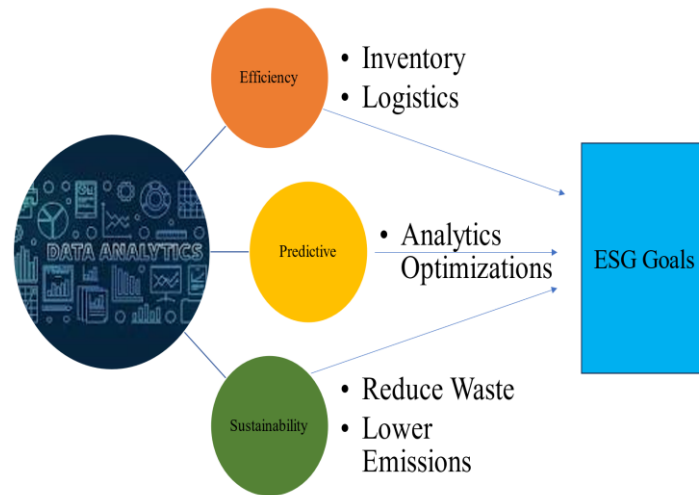 Efficiency
• Inventory
• Logistics
DATA ANALYTICS
Predictive
• Analytics
Optimizations
ESG Goals
Sustainability
• Reduce Waste
• Lower
Emissions